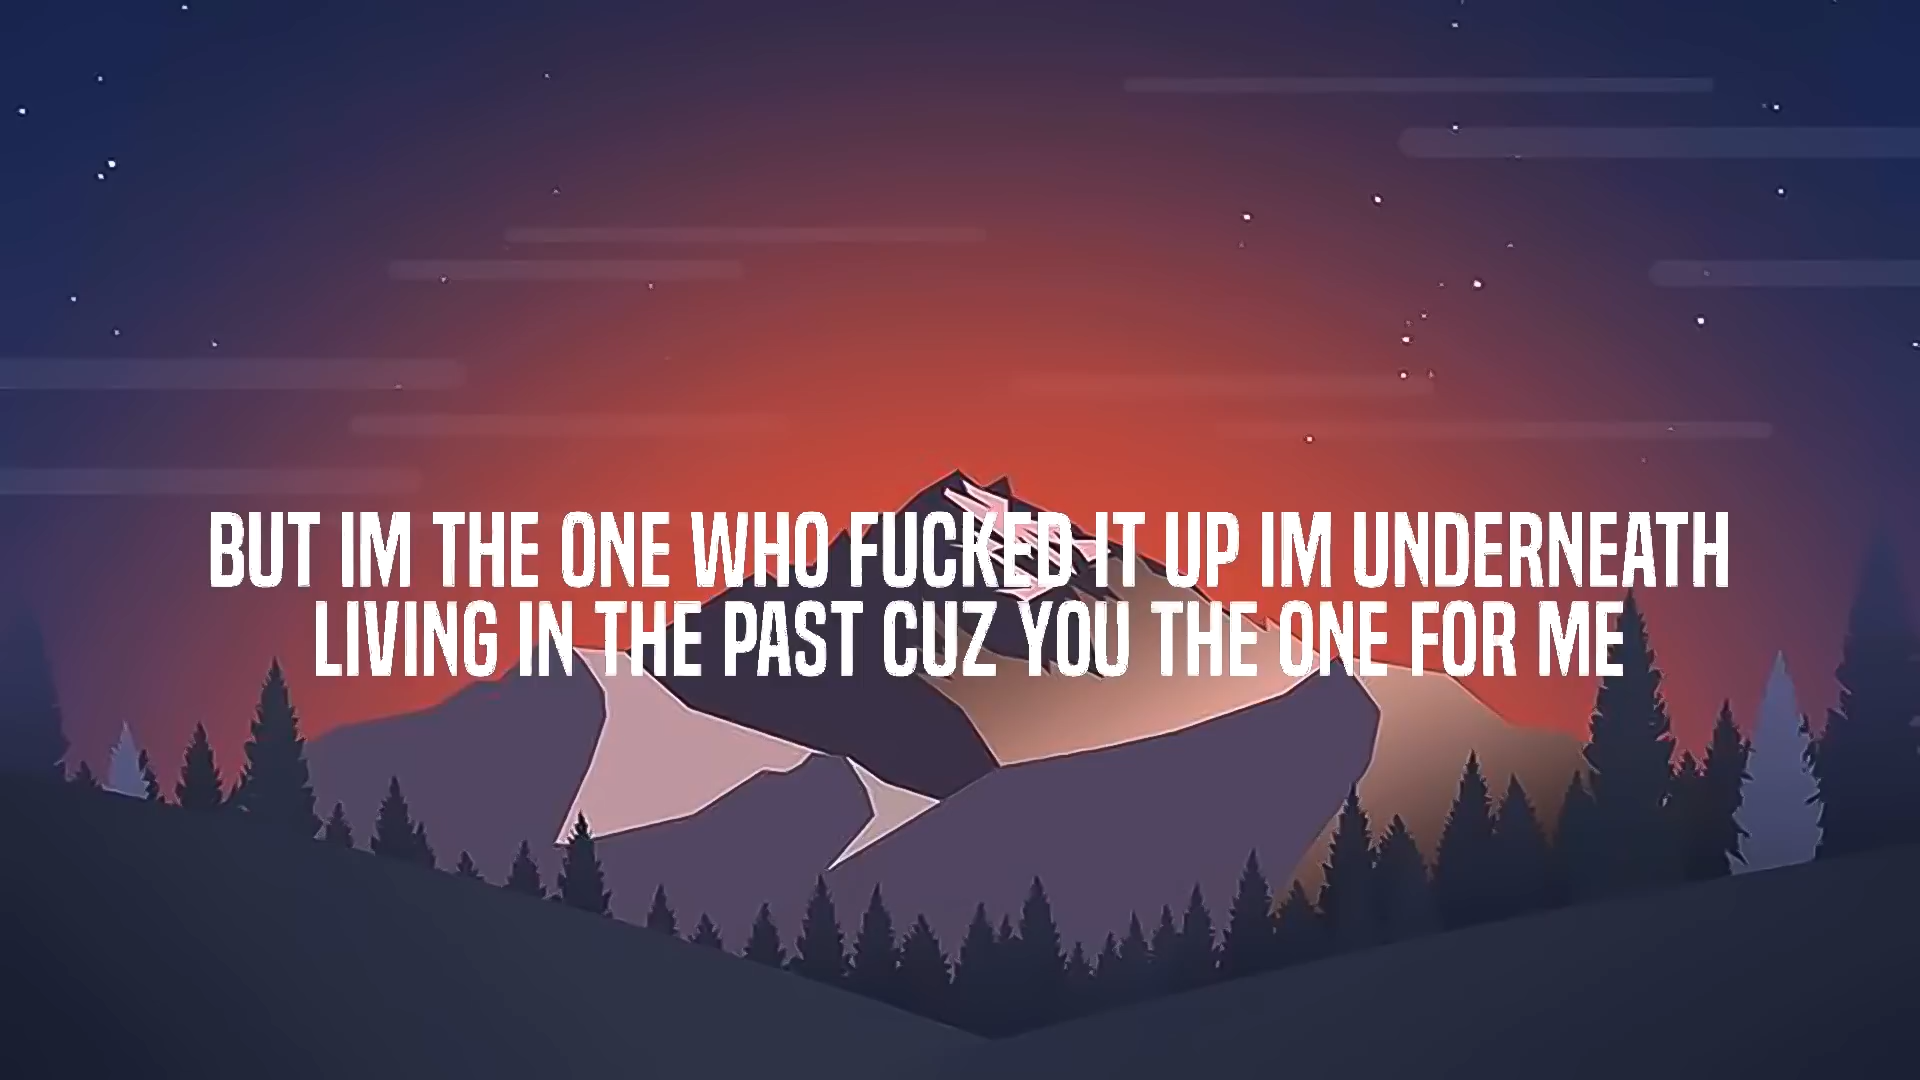 BUT IM THE ONE WHO FUCKED IT UP IM UNDERNEATH
LIVING IN THE PAST CUZ YOU THE ONE FOR ME